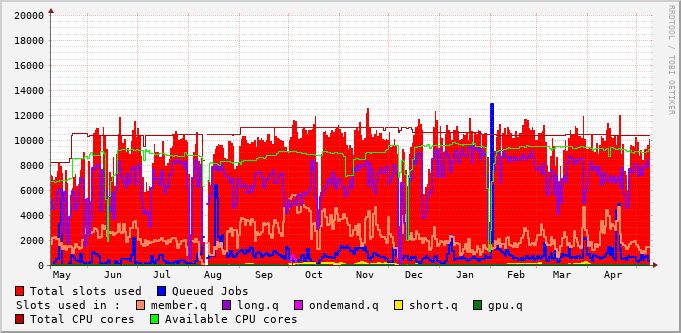 RRDTOOL / TOBI OETIKER
20000
18000
16000
14000
12000
10000
8000
6000
4000
2000
0
May Jun Jul Aug Sep Oct Nov Dec Jan Feb Mar Apr
Total slots used Queued Jobs
Slots used in : member.q long.q ondemand.q short.q gpu.q
Total CPU cores Available CPU cores